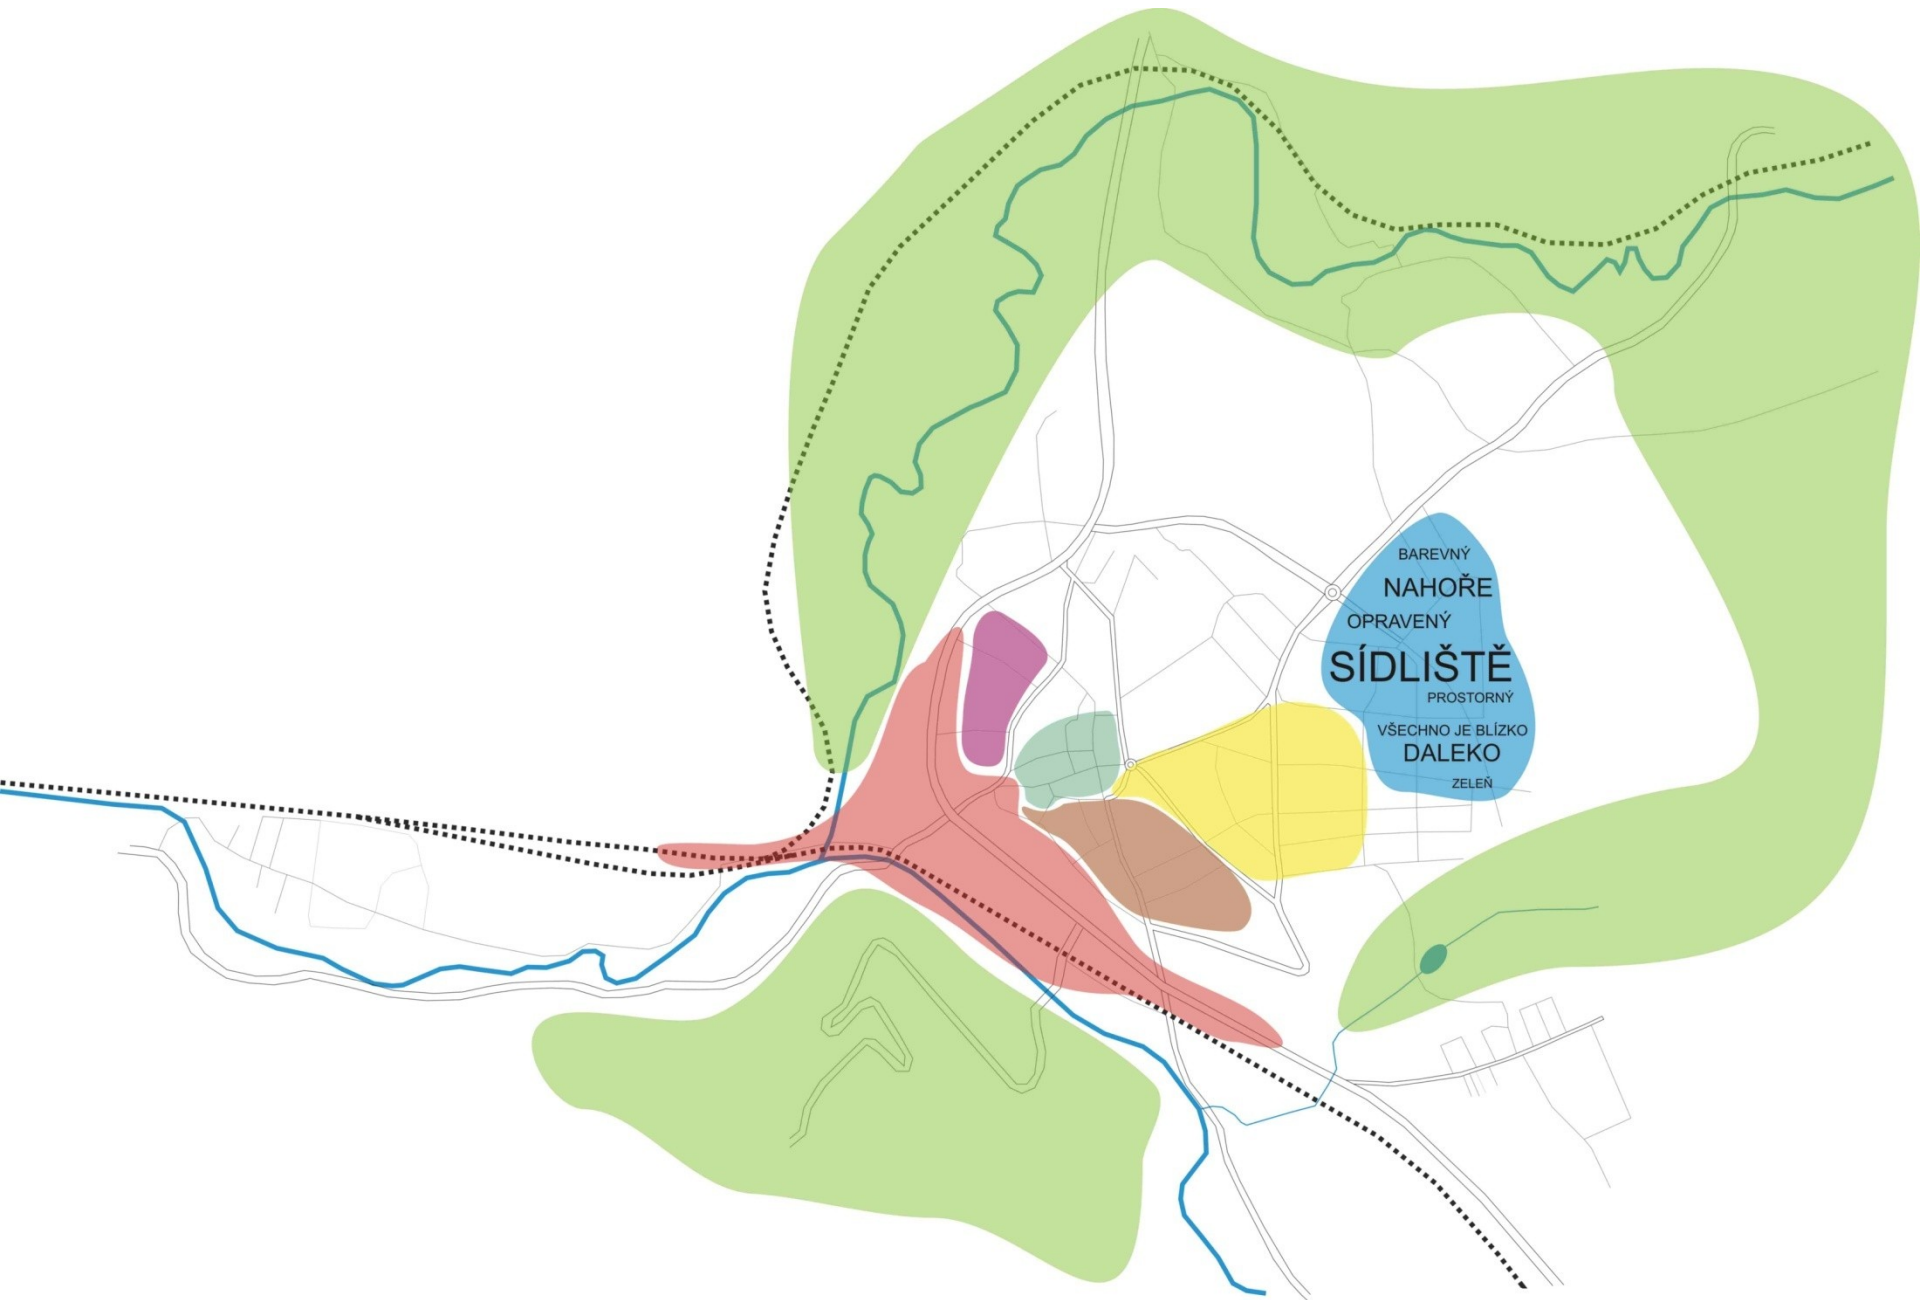 BAREVNÝ
NAHOŘE
OPRAVENÝ
SÍDLIŠTĚ
PROSTORNÝ
VŠECHNO JE BLÍZKO
DALEKO
ZELEŇ